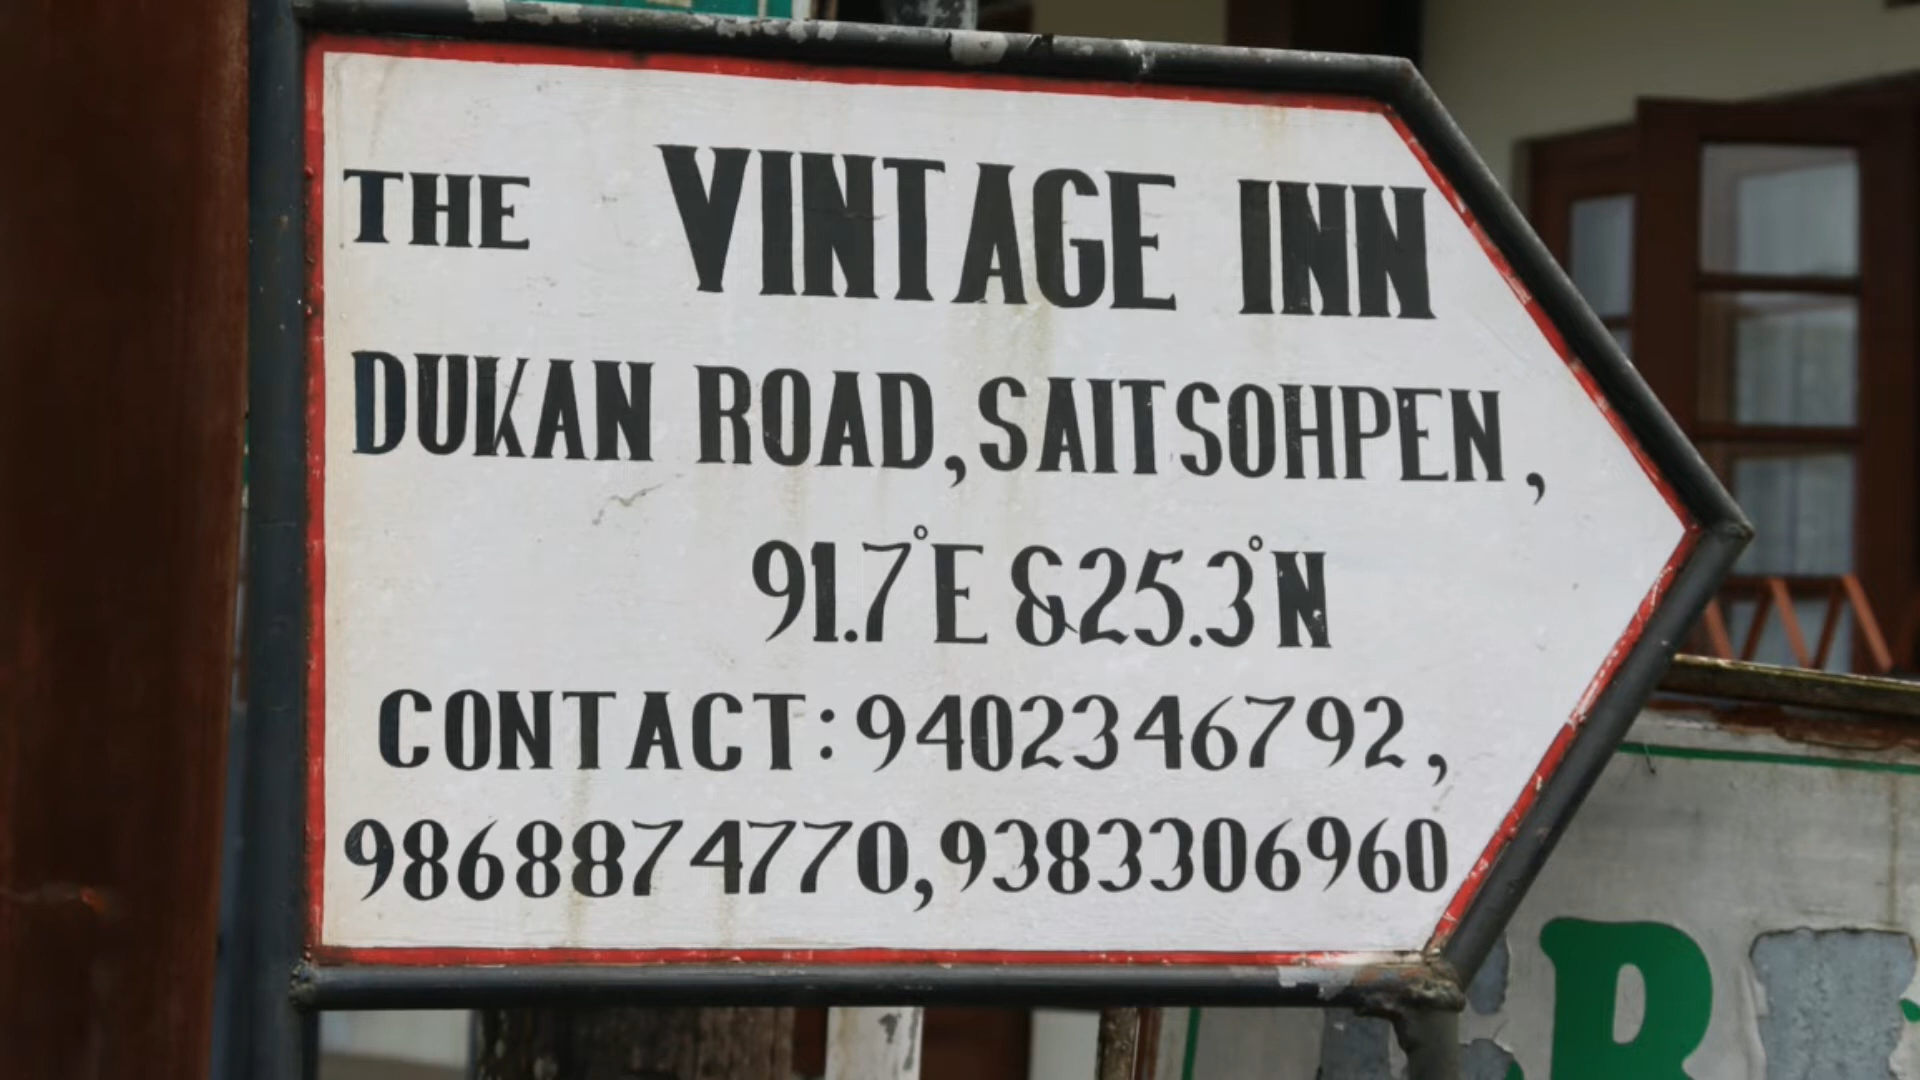 THE VINTAGE INN
DUKAN ROAD, SAITSOHPEN,
91.7°E & 25.3°N
CONTACT: 9402346792,
9868874770, 9383306960